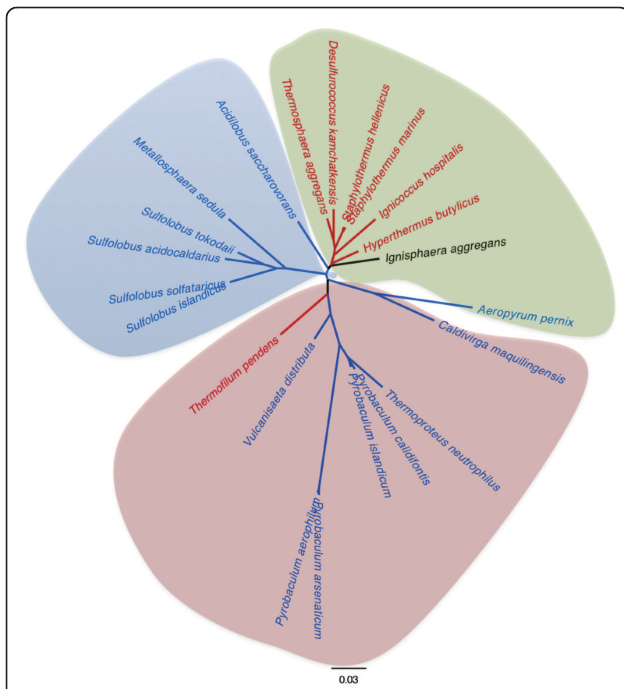 Desulfurococcus kamchatkensis
Thermosphaera aggregans
Staphylothermus hellenicus
Staphylothermus marinus
Acidilobus saccharovorans
Ignicoccus hospitalis
Metallosphaera sedula
Hyperthermus butylicus
Sulfolobus tokodaii
Ignisphaera aggregans
Sulfolobus acidocaldarius
Sulfolobus solfataricus
Sulfolobus islandicus
Aeropyrum pernix
Caldivirga maquilingensis
Thermofilum pendens
Vulcanisaeta distributa
Thermoproteus neutrophilus
Pyrobaculum calidifontis
Pyrobaculum islandicum
Pyrobaculum aerophilum
Pyrobaculum arsenaticum
0.03